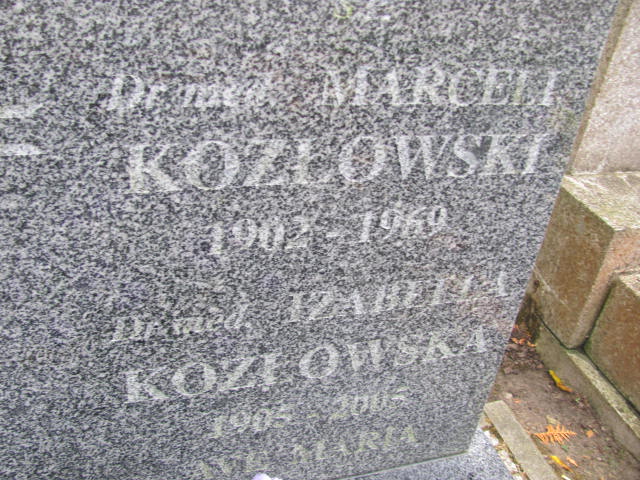 Dr med. MARCELI
KOZŁOWSKI
1902 - 1969
Dr med. IZABELLA
KOZŁOWSKA
AVE MARIA